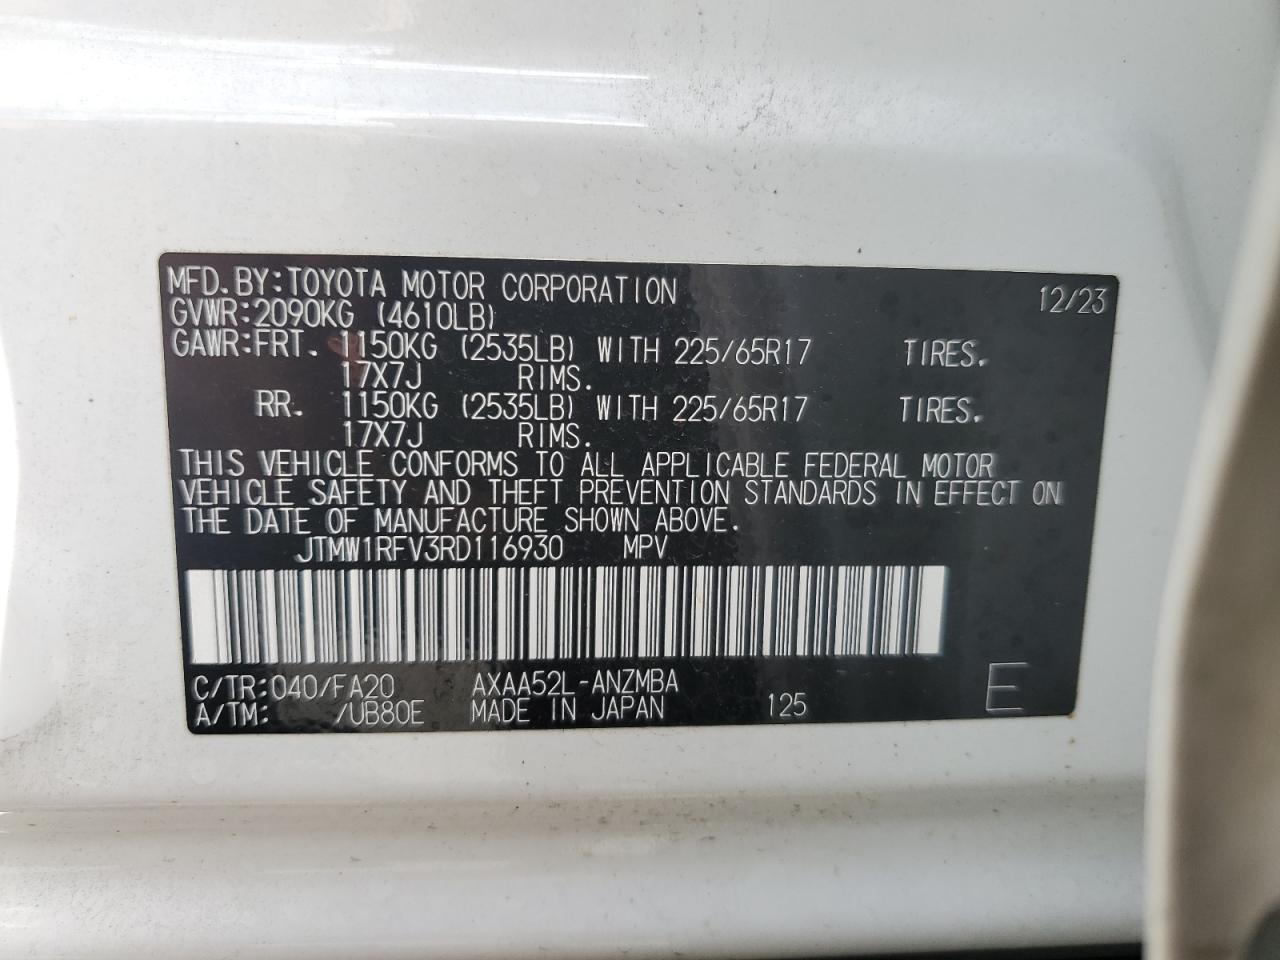 MFD.BY:TOYOTA MOTOR CORPORATION 12/23
GVWR:2090KG (4610LB)
GAWR:FRT. 1150KG (2535LB) WITH 225/65R17 TIRES.
17X7J RIMS.
RR. 1150KG (2535LB) WITH 225/65R17 TIRES.
17X7J RIMS.
THIS VEHICLE CONFORMS TO ALL APPLICABLE FEDERAL MOTOR
VEHICLE SAFETY AND THEFT PREVENTION STANDARDS IN EFFECT ON
THE DATE OF MANUFACTURE SHOWN ABOVE.
JTMW1RFV3RD116930 MPV
C/TR:040/FA20 AXAA52L-ANZMBA
A/TM: /UB80E MADE IN JAPAN 125 E